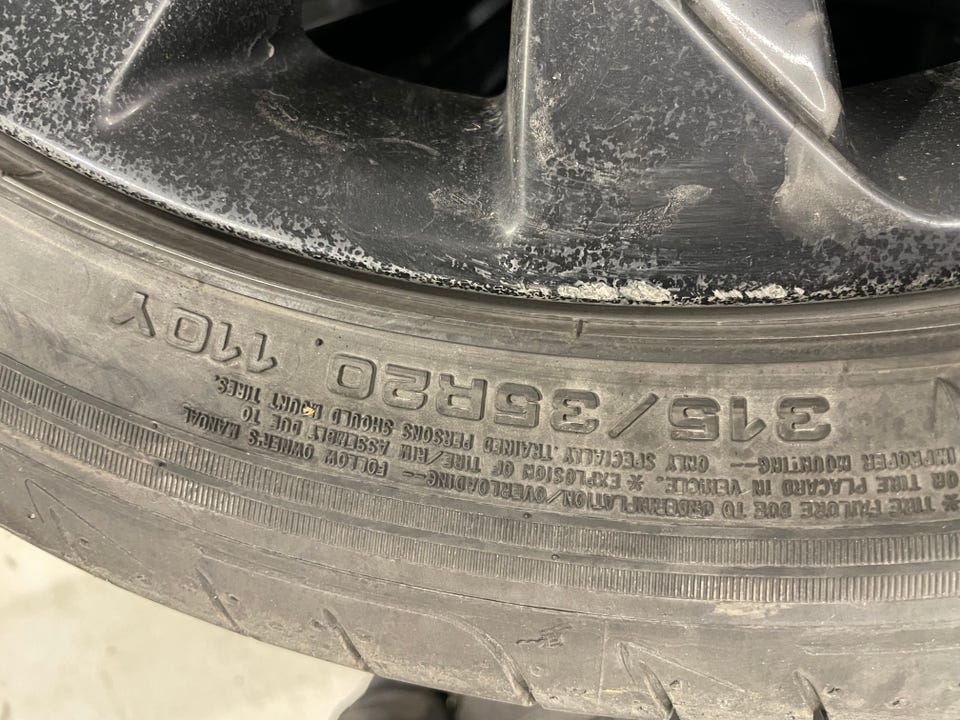 315/35R20 110Y
* TIRE FAILURE DUE TO UNDERINFLATION/OVERLOADING-- FOLLOW OWNER'S MANUAL
OR TIRE PLACARD IN VEHICLE. * EXPLOSION OF TIRE/RIM ASSEMBLY DUE TO
IMPROPER MOUNTING-- ONLY SPECIALLY TRAINED PERSONS SHOULD MOUNT TIRES.